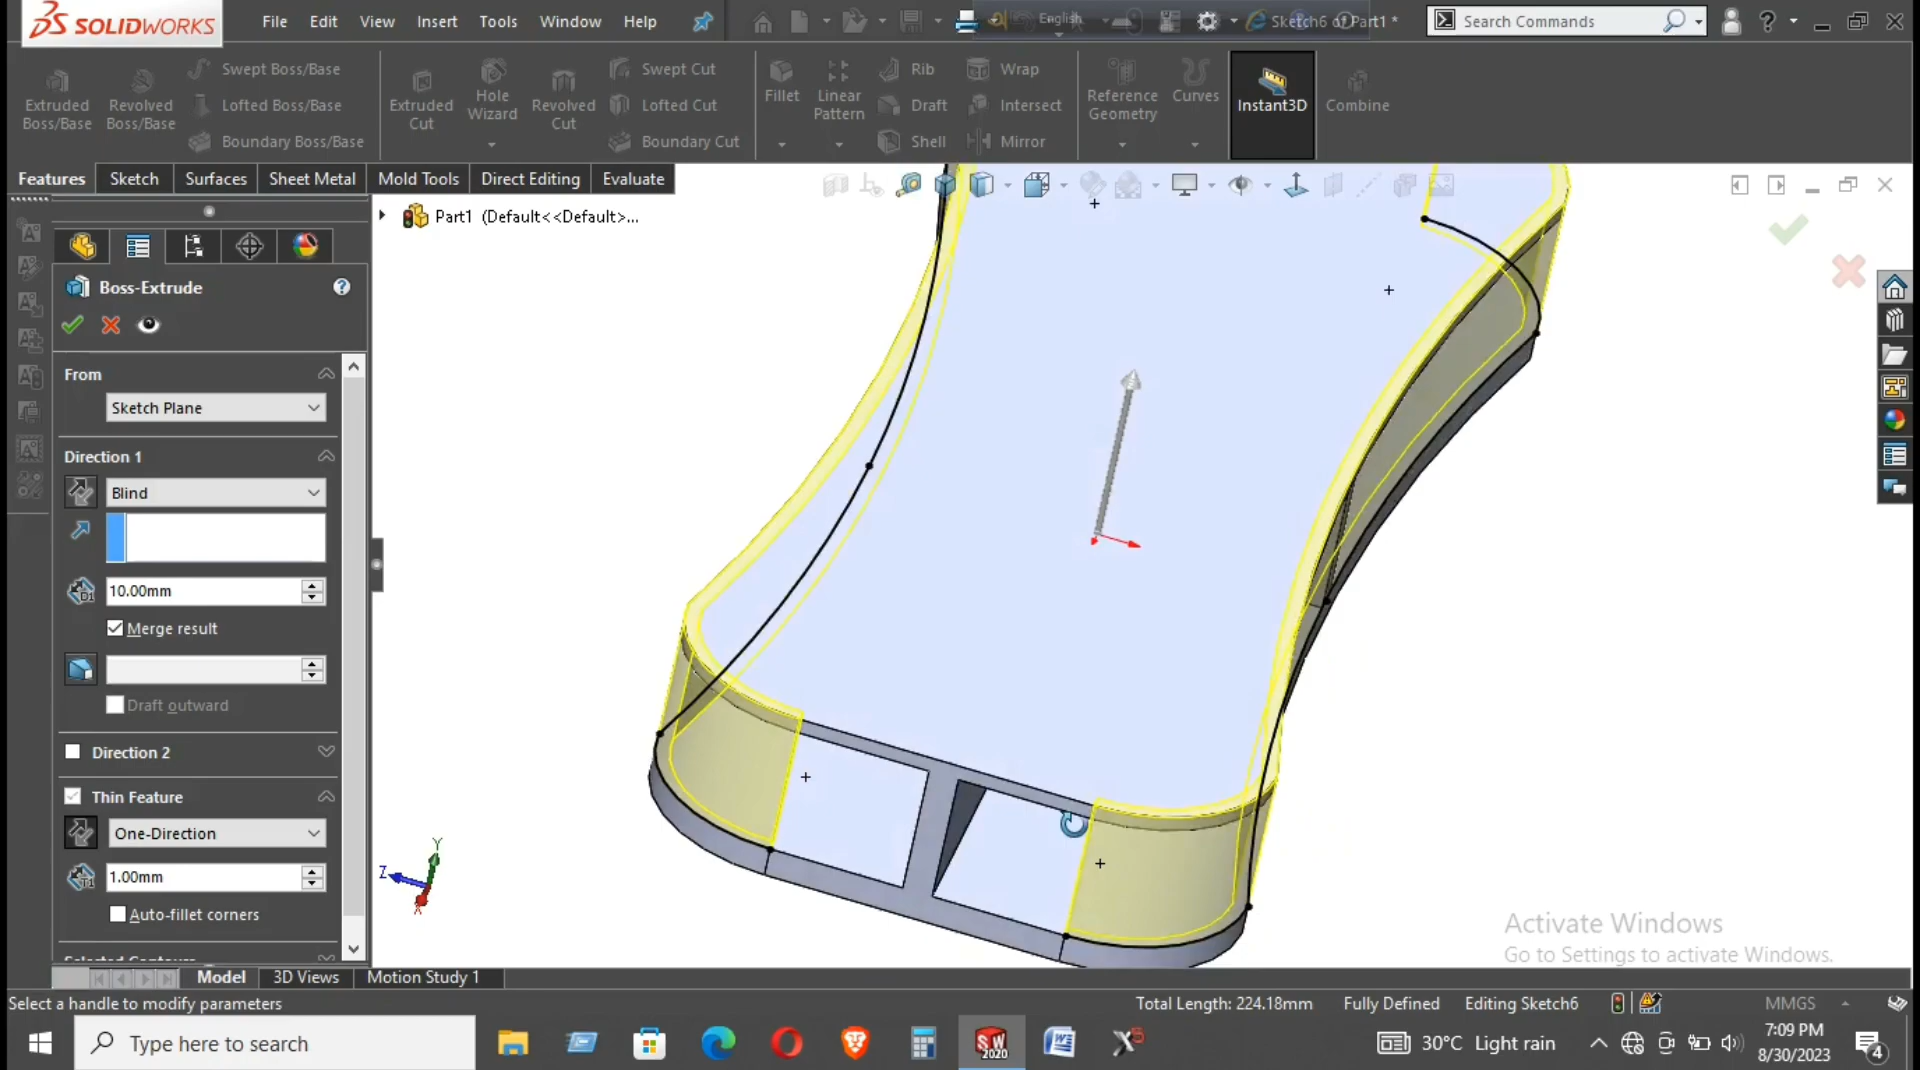 SOLIDWORKS
File Edit View Insert Tools Window Help
English
Sketch6 of Part1 *
Search Commands
Extruded Boss/Base
Revolved Boss/Base
Swept Boss/Base
Lofted Boss/Base
Boundary Boss/Base
Extruded Cut
Hole Wizard
Revolved Cut
Swept Cut
Lofted Cut
Boundary Cut
Fillet
Linear Pattern
Rib
Draft
Shell
Wrap
Intersect
Mirror
Reference Geometry
Curves
Instant3D
Combine
Features Sketch Surfaces Sheet Metal Mold Tools Direct Editing Evaluate
Part1 (Default<<Default>...
Boss-Extrude
From
Sketch Plane
Direction 1
Blind
10.00mm
Merge result
Draft outward
Direction 2
Thin Feature
One-Direction
1.00mm
Auto-fillet corners
Y
Z
X
Activate Windows
Go to Settings to activate Windows.
Model 3D Views Motion Study 1
Select a handle to modify parameters
Total Length: 224.18mm Fully Defined Editing Sketch6 MMGS
Type here to search
SW
2020
30°C Light rain
7:09 PM
8/30/2023
4